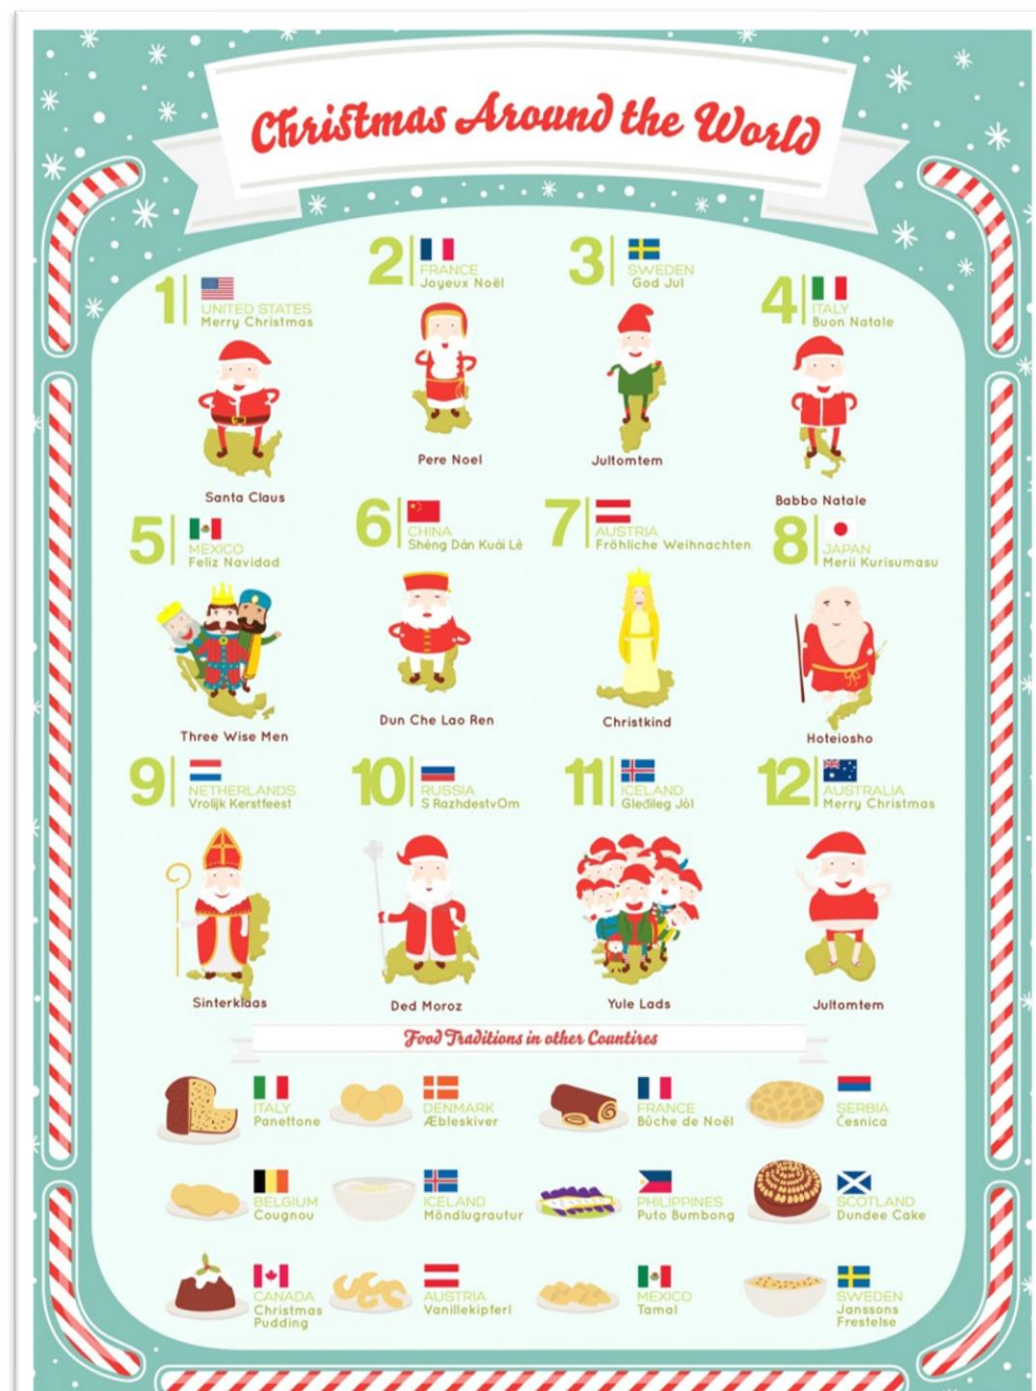 Christmas Around the World
1
UNITED STATES
Merry Christmas
Santa Claus
2
FRANCE
Joyeux Noël
Pere Noel
3
SWEDEN
God Jul
Jultomtem
4
ITALY
Buon Natale
Babbo Natale
5
MEXICO
Feliz Navidad
Three Wise Men
6
CHINA
Shèng Dàn Kuài Lè
Dun Che Lao Ren
7
AUSTRIA
Fröhliche Weihnachten
Christkind
8
JAPAN
Merii Kurisumasu
Hoteiosho
9
NETHERLANDS
Vrolijk Kerstfeest
Sinterklaas
10
RUSSIA
S RazhdestvOm
Ded Moroz
11
ICELAND
Gleðileg Jól
Yule Lads
12
AUSTRALIA
Merry Christmas
Jultomtem
Food Traditions in other Countires
ITALY
Panettone
DENMARK
Æbleskiver
FRANCE
Bûche de Noël
SERBIA
Česnica
BELGIUM
Cougnou
ICELAND
Möndlugrautur
PHILIPPINES
Puto Bumbong
SCOTLAND
Dundee Cake
CANADA
Christmas
Pudding
AUSTRIA
Vanillekipferl
MEXICO
Tamal
SWEDEN
Janssons
Frestelse